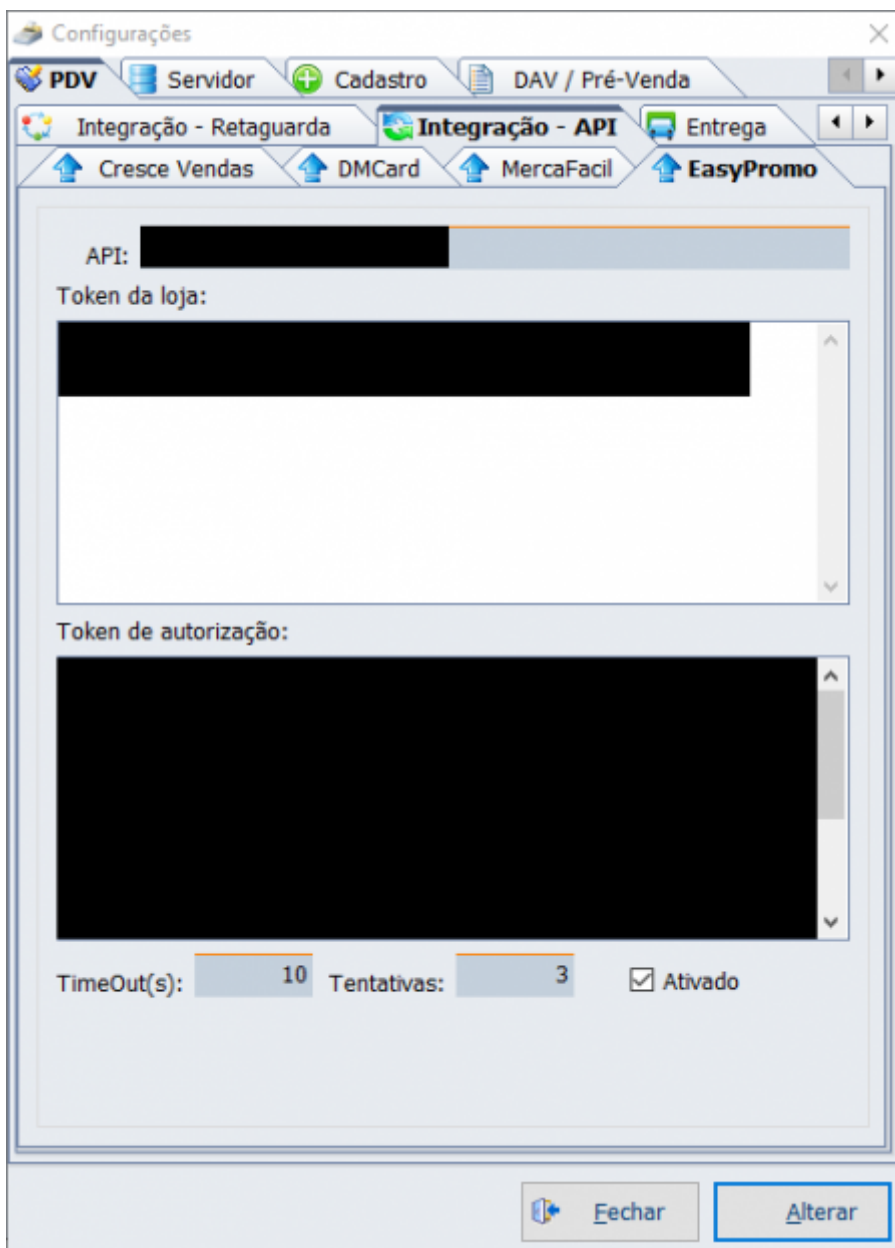 Configurações
PDV Servidor Cadastro DAV / Pré-Venda
Integração - Retaguarda Integração - API Entrega
Cresce Vendas DMCard MercaFacil EasyPromo
API:
Token da loja:
Token de autorização:
TimeOut(s): 10 Tentativas: 3 Ativado
Fechar Alterar